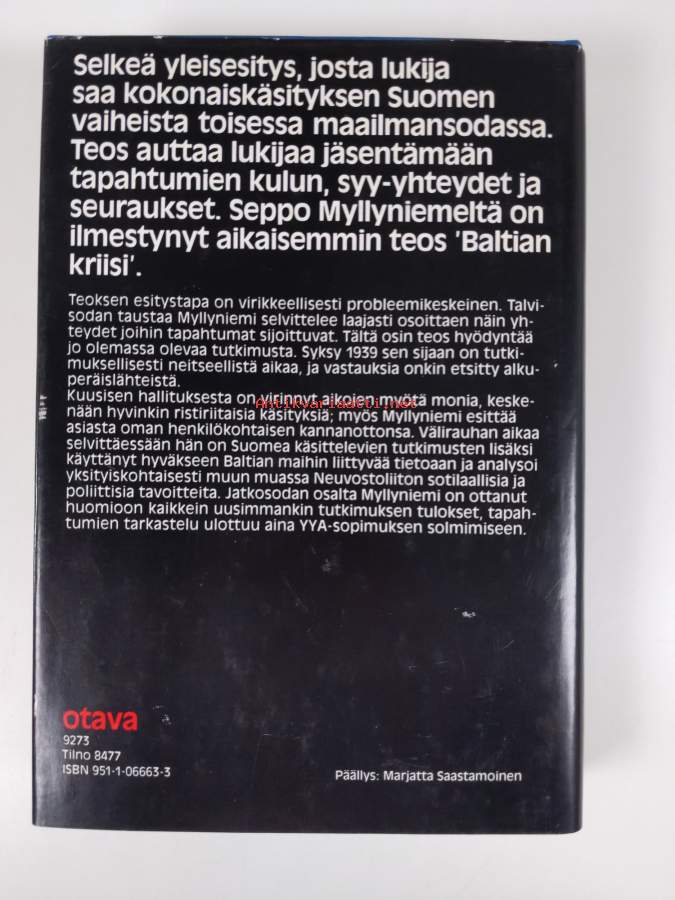 Selkeä yleisesitys, josta lukija
saa kokonaiskäsityksen Suomen
vaiheista toisessa maailmansodassa.
Teos auttaa lukijaa jäsentämään
tapahtumien kulun, syy-yhteydet ja
seuraukset. Seppo Myllyniemeltä on
ilmestynyt aikaisemmin teos 'Baltian
kriisi'.
Teoksen esitystapa on virikkeellisesti probleemikeskeinen. Talvi-
sodan taustaa Myllyniemi selvittelee laajasti osoittaen näin yh-
teydet joihin tapahtumat sijoittuvat. Tältä osin teos hyödyntää
jo olemassa olevaa tutkimusta. Syksy 1939 sen sijaan on tutki-
muksellisesti neitseellistä aikaa, ja vastauksia onkin etsitty alku-
peräislähteistä.
Kuusisen hallituksesta on virinnyt aikojen myötä monia, keske-
Antikvariaatti.net
nään hyvinkin ristiriitaisia käsityksiä; myös Myllyniemi esittää
asiasta oman henkilökohtaisen kannanottonsa. Välirauhan aikaa
selvittäessään hän on Suomea käsittelevien tutkimusten lisäksi
käyttänyt hyväkseen Baltian maihin liittyvää tietoaan ja analysoi
yksityiskohtaisesti muun muassa Neuvostoliiton sotilaallisia ja
poliittisia tavoitteita. Jatkosodan osalta Myllyniemi on ottanut
huomioon kaikkein uusimmankin tutkimuksen tulokset, tapah-
tumien tarkastelu ulottuu aina YYA-sopimuksen solmimiseen.
otava
9273
Tilno 8477
ISBN 951-1-06663-3
Päällys: Marjatta Saastamoinen